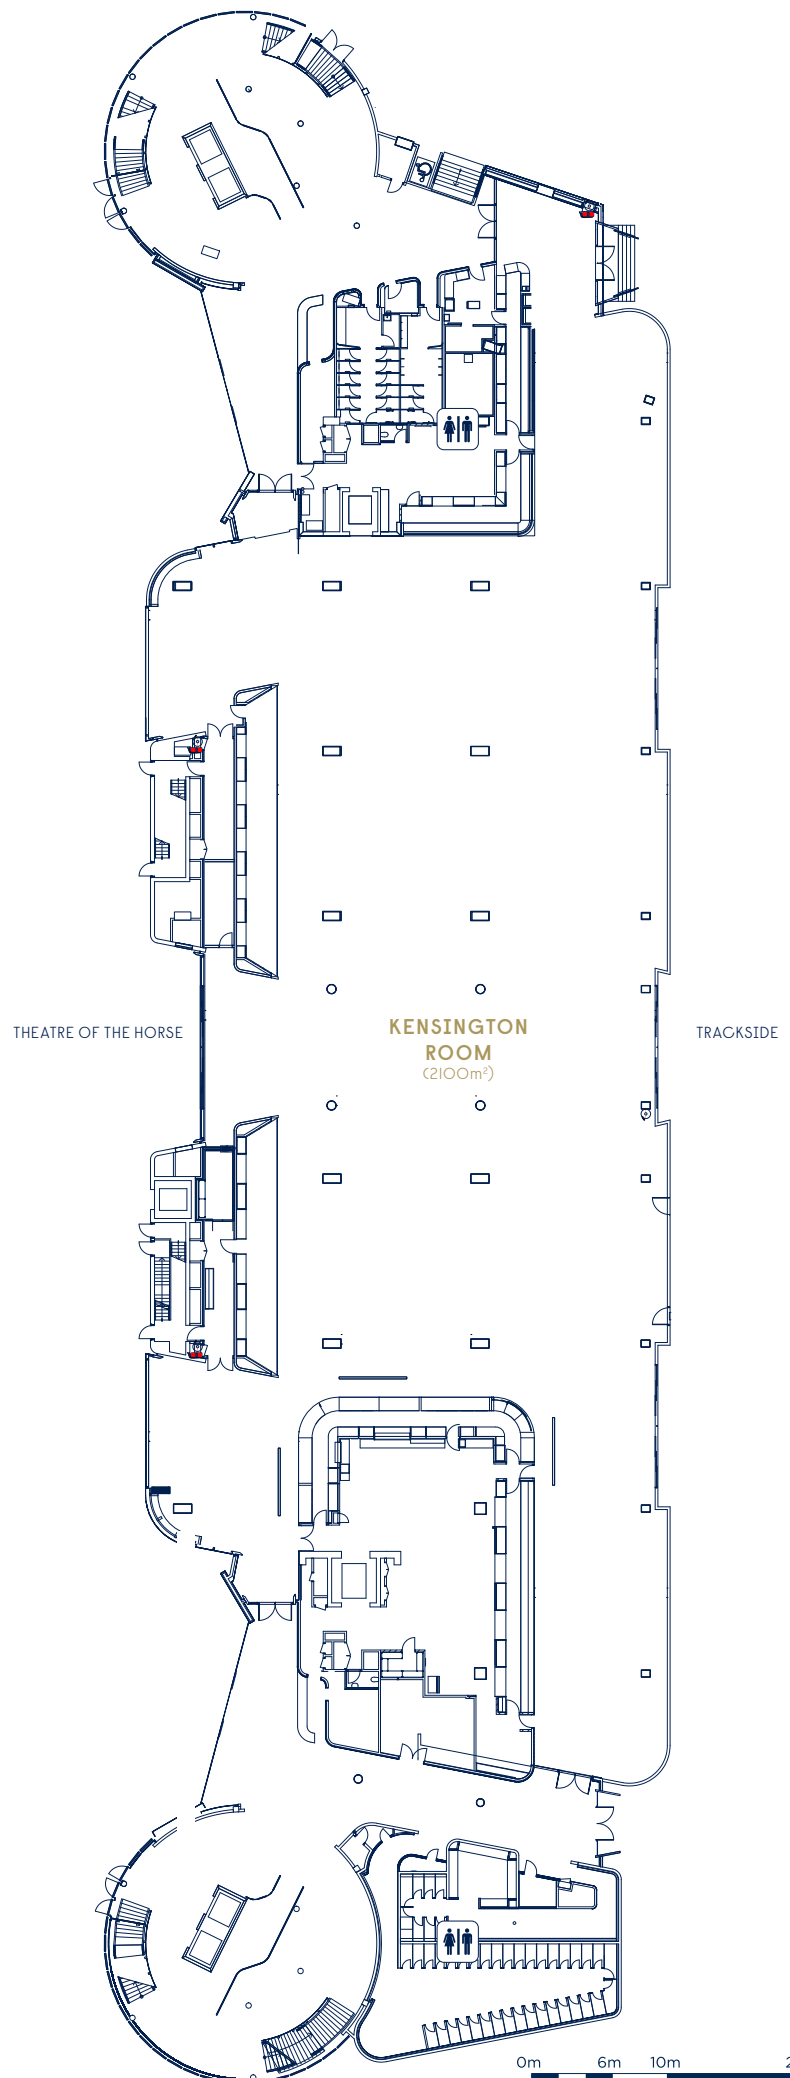 THEATRE OF THE HORSE
KENSINGTON
ROOM
(2100m²)
TRACKSIDE
0m 6m 10m